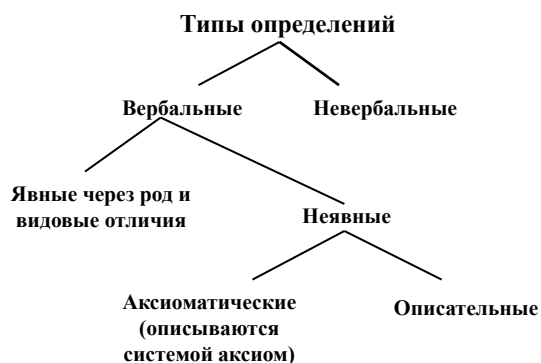 Типы определений
Вербальные
Невербальные
Явные через род и
видовые отличия
Неявные
Аксиоматические
(описываются
системой аксиом)
Описательные